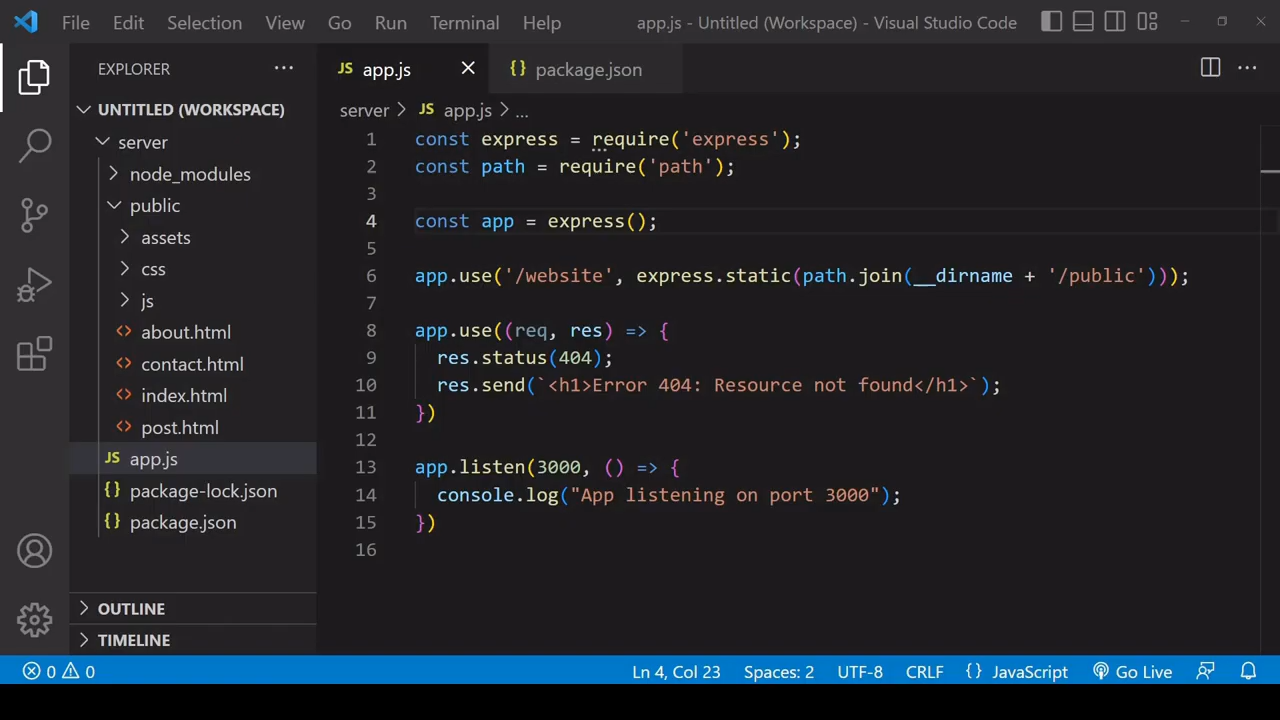 File Edit Selection View Go Run Terminal Help app.js - Untitled (Workspace) - Visual Studio Code
EXPLORER ...
UNTITLED (WORKSPACE)
server
node_modules
public
assets
css
js
<> about.html
<> contact.html
<> index.html
<> post.html
JS app.js
{} package-lock.json
{} package.json
OUTLINE
TIMELINE
JS app.js {} package.json ...
server > JS app.js > ...
1 const express = require('express');
2 const path = require('path');
3
4 const app = express();
5
6 app.use('/website', express.static(path.join(__dirname + '/public')));
7
8 app.use((req, res) => {
9 res.status(404);
10 res.send(`<h1>Error 404: Resource not found</h1>`);
11 })
12
13 app.listen(3000, () => {
14 console.log("App listening on port 3000");
15 })
16
0 0 Ln 4, Col 23 Spaces: 2 UTF-8 CRLF {} JavaScript Go Live